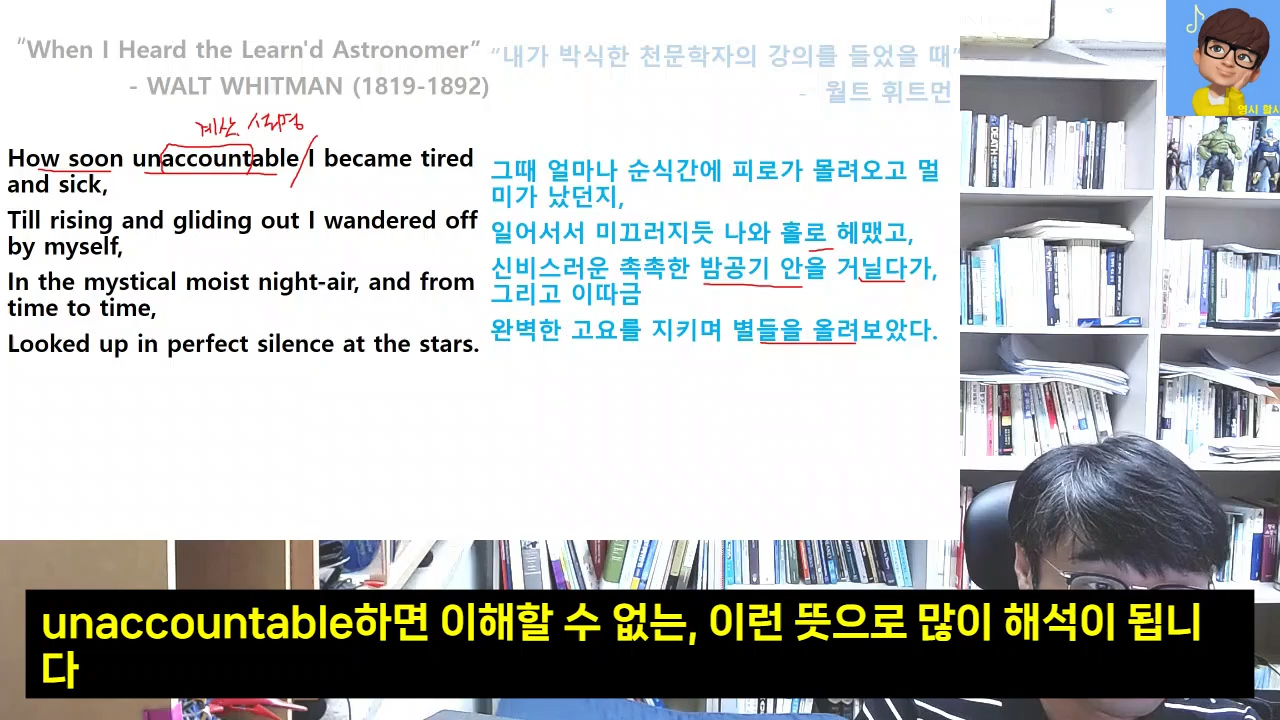 “When I Heard the Learn'd Astronomer”
- WALT WHITMAN (1819-1892)
“내가 박식한 천문학자의 강의를 들었을 때”
- 월트 휘트먼
계산 설명
How soon unaccountable I became tired
and sick,
Till rising and gliding out I wandered off
by myself,
In the mystical moist night-air, and from
time to time,
Looked up in perfect silence at the stars.
그때 얼마나 순식간에 피로가 몰려오고 멀
미가 났던지,
일어서서 미끄러지듯 나와 홀로 헤맸고,
신비스러운 촉촉한 밤공기 안을 거닐다가,
그리고 이따금
완벽한 고요를 지키며 별들을 올려보았다.
unaccountable하면 이해할 수 없는, 이런 뜻으로 많이 해석이 됩니
다